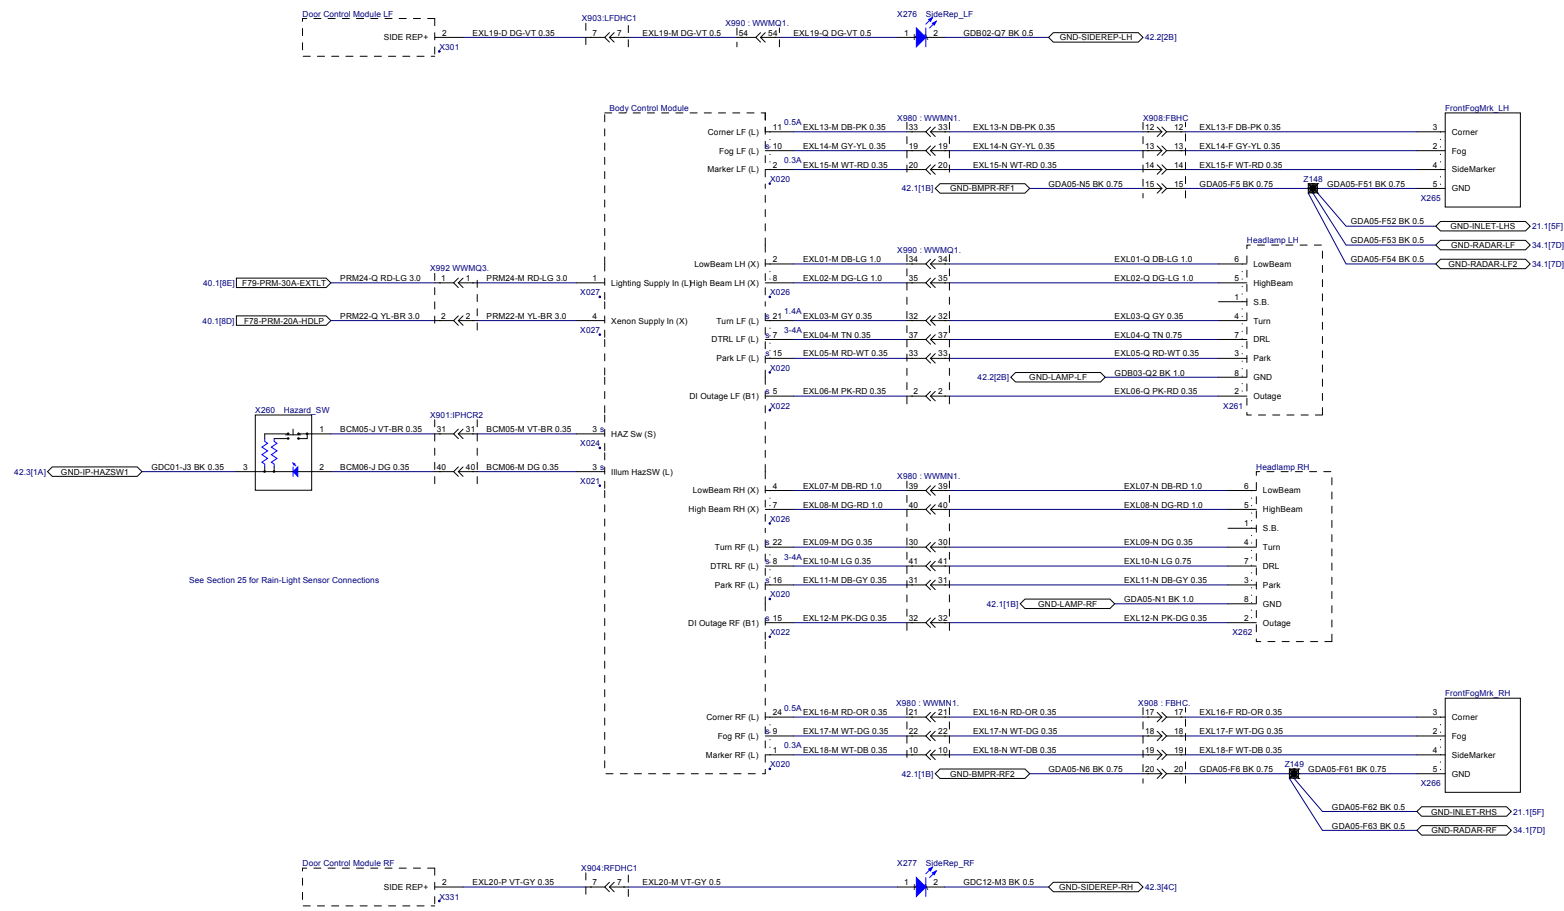 Door Control Module LF
SIDE REP+ 2 EXL19-D DG-VT 0.35 X903:LFDHC1 7 7 EXL19-M DG-VT 0.5 X990 : WWMQ1. 54 54 EXL19-Q DG-VT 0.5 X276 SideRep_LF 1 2 GDB02-Q7 BK 0.5 GND-SIDEREP-LH 42.2[2B]
X301
Body Control Module
X980 : WWMN1. X908:FBHC FrontFogMrk_LH
Corner LF (L) 11 0.5A EXL13-M DB-PK 0.35 33 33 EXL13-N DB-PK 0.35 12 12 EXL13-F DB-PK 0.35 3 Corner
Fog LF (L) s 10 EXL14-M GY-YL 0.35 19 19 EXL14-N GY-YL 0.35 13 13 EXL14-F GY-YL 0.35 2 Fog
Marker LF (L) 2 0.3A EXL15-M WT-RD 0.35 20 20 EXL15-N WT-RD 0.35 14 14 EXL15-F WT-RD 0.35 4 SideMarker
X020
42.1[1B] GND-BMPR-RF1 GDA05-N5 BK 0.75 15 15 GDA05-F5 BK 0.75 Z148 GDA05-F51 BK 0.75 5 GND
X265
GDA05-F52 BK 0.5 GND-INLET-LHS 21.1[5F]
GDA05-F53 BK 0.5 GND-RADAR-LF 34.1[7D]
GDA05-F54 BK 0.5 GND-RADAR-LF2 34.1[7D]
X990 : WWMQ1. Headlamp LH
LowBeam LH (X) 2 EXL01-M DB-LG 1.0 34 34 EXL01-Q DB-LG 1.0 6 LowBeam
X992 WWMQ3.
40.1[8E] F79-PRM-30A-EXTLT PRM24-Q RD-LG 3.0 1 1 PRM24-M RD-LG 3.0 1 Lighting Supply In (L) High Beam LH (X) 8 EXL02-M DG-LG 1.0 35 35 EXL02-Q DG-LG 1.0 5 HighBeam
X027 X026
1 S.B.
40.1[8D] F78-PRM-20A-HDLP PRM22-Q YL-BR 3.0 2 2 PRM22-M YL-BR 3.0 4 Xenon Supply In (X) Turn LF (L) s 21 1.4A EXL03-M GY 0.35 32 32 EXL03-Q GY 0.35 4 Turn
X027
DTRL LF (L) s 7 3-4A EXL04-M TN 0.35 37 37 EXL04-Q TN 0.75 7 DRL
Park LF (L) s 15 EXL05-M RD-WT 0.35 33 33 EXL05-Q RD-WT 0.35 3 Park
X020
42.2[2B] GND-LAMP-LF GDB03-Q2 BK 1.0 8 GND
DI Outage LF (B1) s 5 EXL06-M PK-RD 0.35 2 2 EXL06-Q PK-RD 0.35 2 Outage
X022 X261
X260 Hazard_SW X901:IPHCR2
1 BCM05-J VT-BR 0.35 31 31 BCM05-M VT-BR 0.35 3 s HAZ Sw (S)
X024
42.3[1A] GND-IP-HAZSW1 GDC01-J3 BK 0.35 3 2 BCM06-J DG 0.35 40 40 BCM06-M DG 0.35 3 s Illum HazSW (L)
X021
X980 : WWMN1. Headlamp RH
LowBeam RH (X) 4 EXL07-M DB-RD 1.0 39 39 EXL07-N DB-RD 1.0 6 LowBeam
High Beam RH (X) 7 EXL08-M DG-RD 1.0 40 40 EXL08-N DG-RD 1.0 5 HighBeam
X026
1 S.B.
Turn RF (L) s 22 EXL09-M DG 0.35 30 30 EXL09-N DG 0.35 4 Turn
DTRL RF (L) s 8 3-4A EXL10-M LG 0.35 41 41 EXL10-N LG 0.75 7 DRL
See Section 25 for Rain-Light Sensor Connections
Park RF (L) s 16 EXL11-M DB-GY 0.35 31 31 EXL11-N DB-GY 0.35 3 Park
X020
42.1[1B] GND-LAMP-RF GDA05-N1 BK 1.0 8 GND
DI Outage RF (B1) s 15 EXL12-M PK-DG 0.35 32 32 EXL12-N PK-DG 0.35 2 Outage
X022 X262
X980 : WWMN1. X908 : FBHC. FrontFogMrk_RH
Corner RF (L) 24 0.5A EXL16-M RD-OR 0.35 21 21 EXL16-N RD-OR 0.35 17 17 EXL16-F RD-OR 0.35 3 Corner
Fog RF (L) s 9 EXL17-M WT-DG 0.35 22 22 EXL17-N WT-DG 0.35 18 18 EXL17-F WT-DG 0.35 2 Fog
Marker RF (L) 1 0.3A EXL18-M WT-DB 0.35 10 10 EXL18-N WT-DB 0.35 19 19 EXL18-F WT-DB 0.35 4 SideMarker
X020
42.1[1B] GND-BMPR-RF2 GDA05-N6 BK 0.75 20 20 GDA05-F6 BK 0.75 Z149 GDA05-F61 BK 0.75 5 GND
X266
GDA05-F62 BK 0.5 GND-INLET-RHS 21.1[5F]
GDA05-F63 BK 0.5 GND-RADAR-RF 34.1[7D]
Door Control Module RF
SIDE REP+ 2 EXL20-P VT-GY 0.35 X904:RFDHC1 7 7 EXL20-M VT-GY 0.5 X277 SideRep_RF 1 2 GDC12-M3 BK 0.5 GND-SIDEREP-RH 42.3[4C]
X331